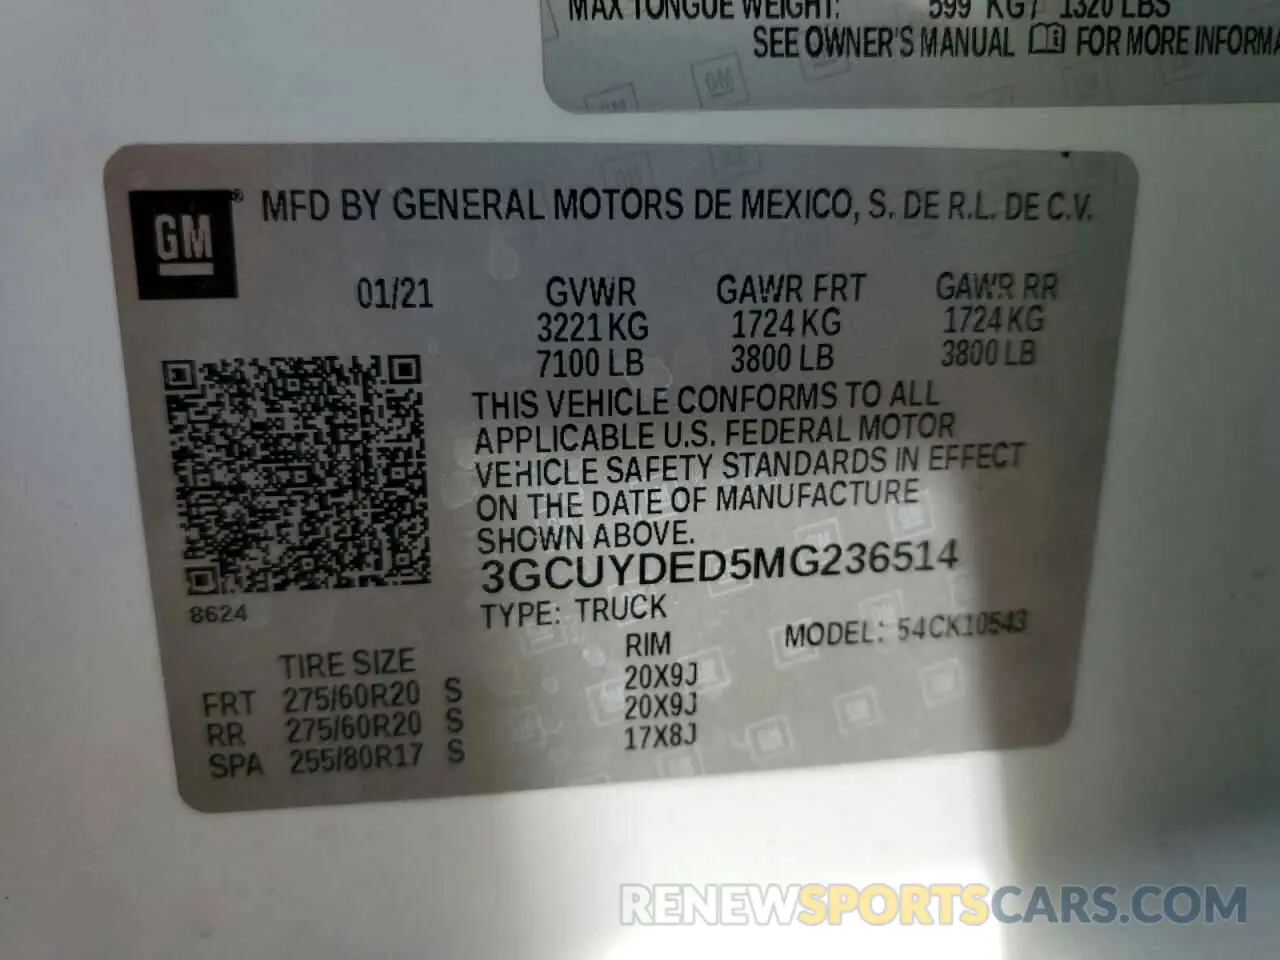 MAX TONGUE WEIGHT: 599 KG / 1320 LBS
SEE OWNER'S MANUAL FOR MORE
GM® MFD BY GENERAL MOTORS DE MEXICO, S. DE R.L. DE C.V.
01/21 GVWR GAWR FRT GAWR RR
3221 KG 1724 KG 1724 KG
7100 LB 3800 LB 3800 LB
THIS VEHICLE CONFORMS TO ALL
APPLICABLE U.S. FEDERAL MOTOR
VEHICLE SAFETY STANDARDS IN EFFECT
ON THE DATE OF MANUFACTURE
SHOWN ABOVE.
3GCUYDED5MG236514
8624
TYPE: TRUCK
MODEL: 54CK10543
TIRE SIZE RIM
FRT 275/60R20 S 20X9J
RR 275/60R20 S 20X9J
SPA 255/80R17 S 17X8J
RENEWSPORTSCARS.COM